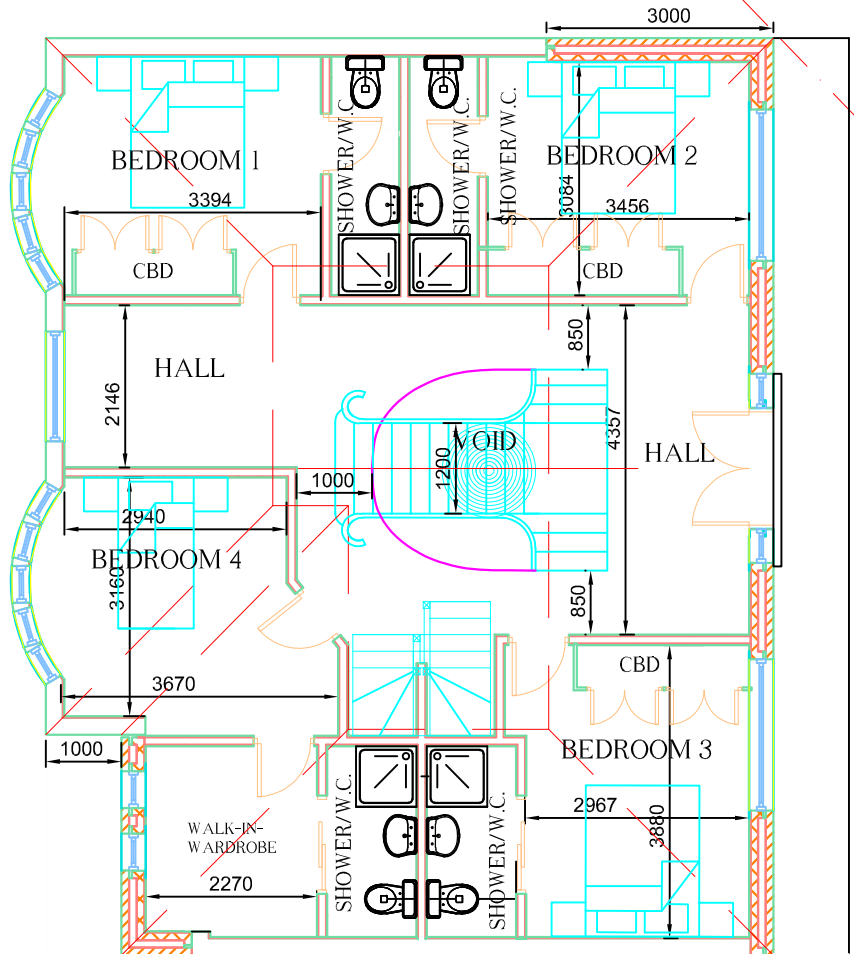 3000
SHOWER/W.C.
SHOWER/W.C.
SHOWER/W.C.
BEDROOM 1
BEDROOM 2
3394
3084
3456
CBD
CBD
850
2146
HALL
4357
VOID
HALL
1200
1000
2940
BEDROOM 4
3160
850
3670
CBD
1000
BEDROOM 3
2967
3880
SHOWER/W.C.
SHOWER/W.C.
WALK-IN-
WARDROBE
2270